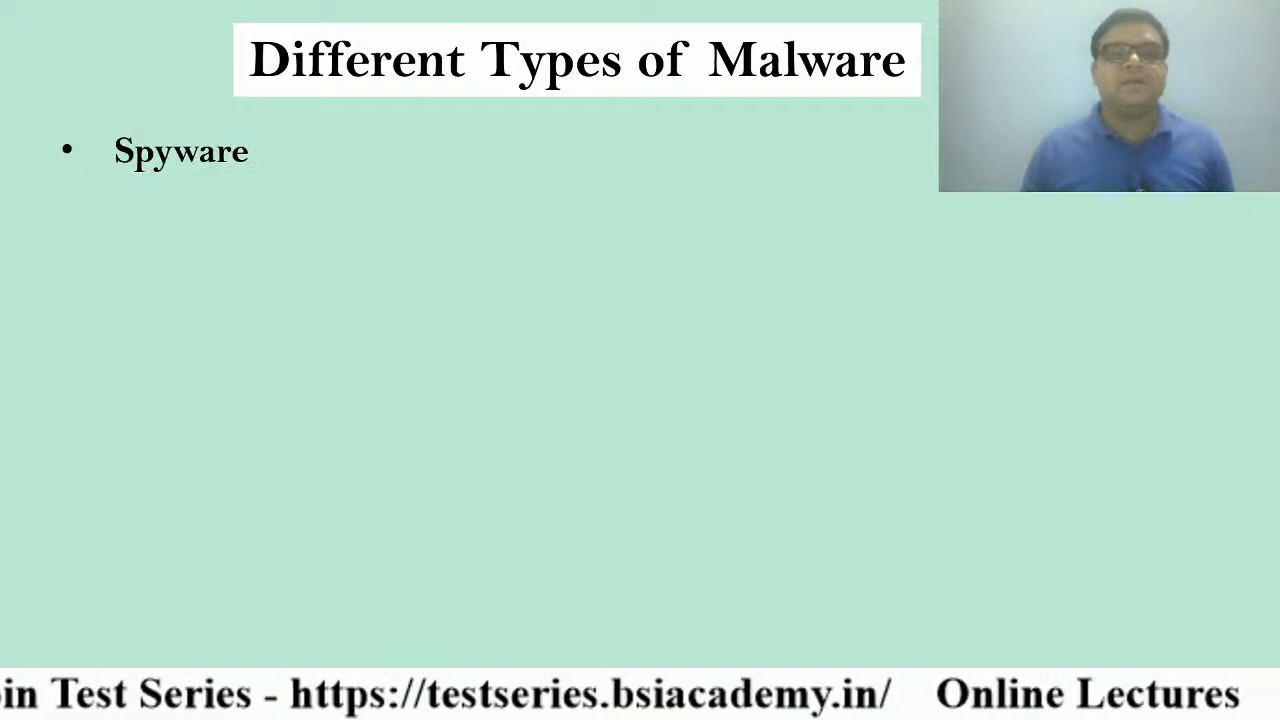 Different Types of Malware
• Spyware
in Test Series - https://testseries.bsiacademy.in/ Online Lectures